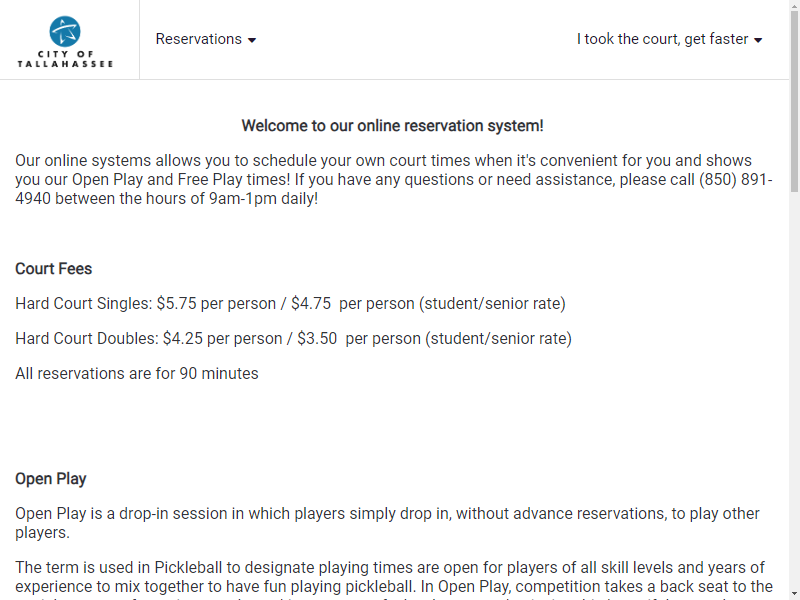 CITY OF
TALLAHASSEE
Reservations
I took the court, get faster
Welcome to our online reservation system!
Our online systems allows you to schedule your own court times when it's convenient for you and shows
you our Open Play and Free Play times! If you have any questions or need assistance, please call (850) 891-
4940 between the hours of 9am-1pm daily!
Court Fees
Hard Court Singles: $5.75 per person / $4.75 per person (student/senior rate)
Hard Court Doubles: $4.25 per person / $3.50 per person (student/senior rate)
All reservations are for 90 minutes
Open Play
Open Play is a drop-in session in which players simply drop in, without advance reservations, to play other
players.
The term is used in Pickleball to designate playing times are open for players of all skill levels and years of
experience to mix together to have fun playing pickleball. In Open Play, competition takes a back seat to the